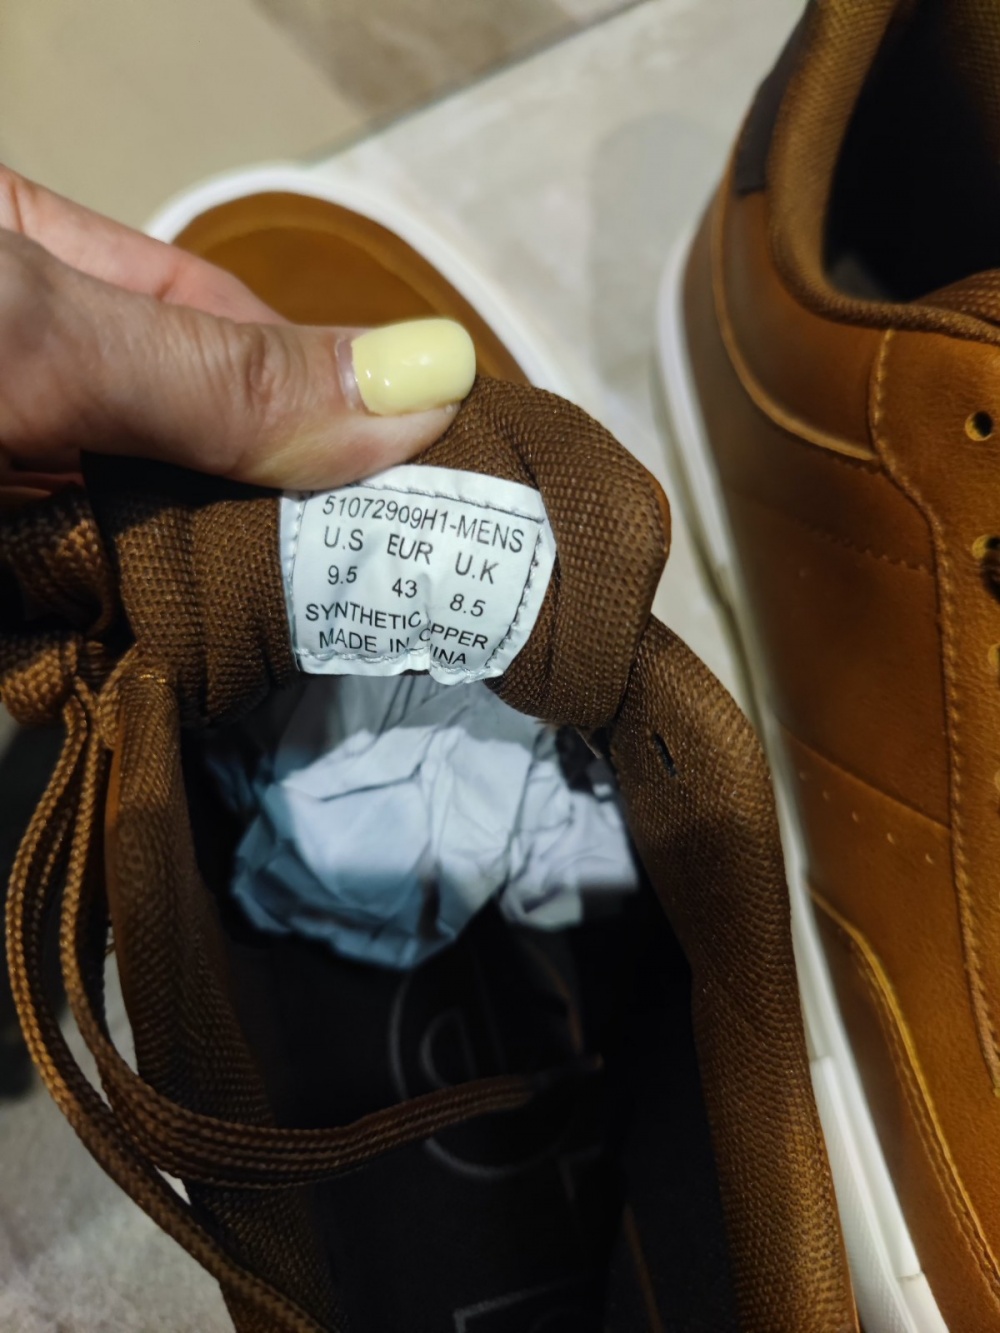 51072909H1-MENS
U.S EUR U.K
9.5 43 8.5
SYNTHETIC
MADE IN